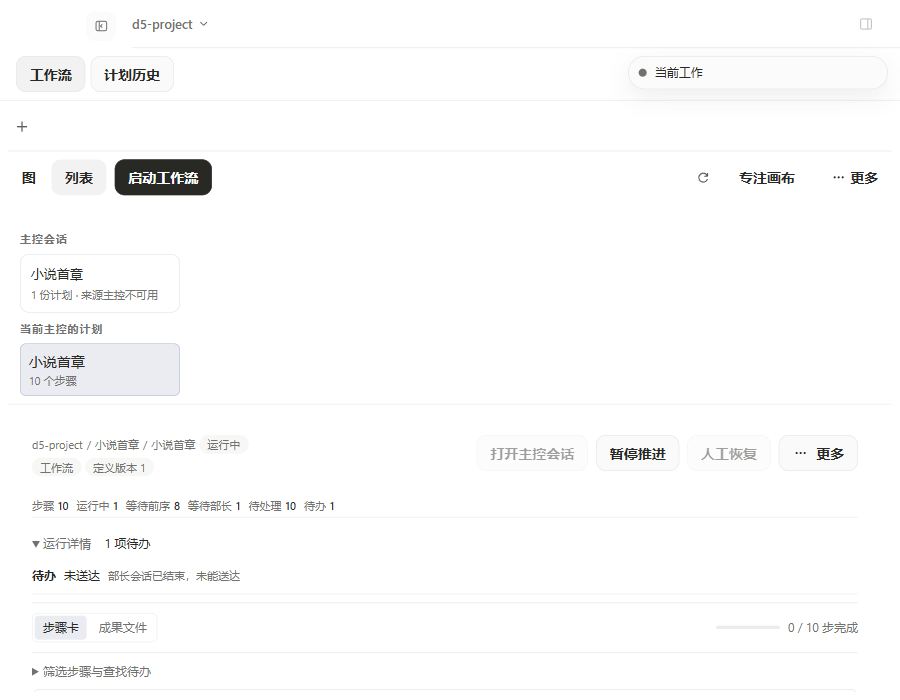 d5-project
工作流 计划历史 当前工作
+
图 列表 启动工作流 专注画布 ··· 更多
主控会话
小说首章
1 份计划 · 来源主控不可用
当前主控的计划
小说首章
10 个步骤
d5-project / 小说首章 / 小说首章 运行中
工作流 定义版本 1
打开主控会话 暂停推进 人工恢复 ··· 更多
步骤 10 运行中 1 等待前序 8 等待部长 1 待处理 10 待办 1
▼运行详情 1 项待办
待办 未送达 部长会话已结束，未能送达
步骤卡 成果文件 0 / 10 步完成
▶ 筛选步骤与查找待办